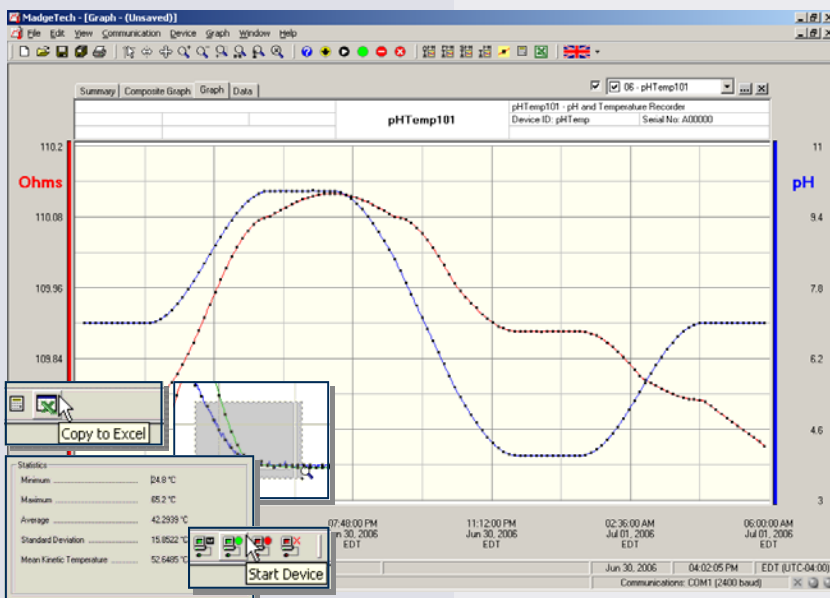 MadgeTech - [Graph - (Unsaved)]
File Edit View Communication Device Graph Window Help
Summary Composite Graph Graph Data
06 - pHTemp101
pHTemp101
pHTemp101 - pH and Temperature Recorder
Device ID: pHTemp Serial No: A00000
110.2 11
Ohms pH
110.08 9.4
109.96 7.8
109.84 6.2
4.6
3
Copy to Excel
Statistics
Minimum 24.8 °C
Maximum 65.2 °C
Average 42.2939 °C
Standard Deviation 15.8522 °C
Mean Kinetic Temperature 52.6485 °C
Start Device
07:48:00 PM 11:12:00 PM 02:36:00 AM 06:00:00 AM
n 30, 2006 Jun 30, 2006 Jul 01, 2006 Jul 01, 2006
EDT EDT EDT EDT
Jun 30, 2006 04:02:05 PM EDT (UTC-04:00)
Communications: COM1 (2400 baud)